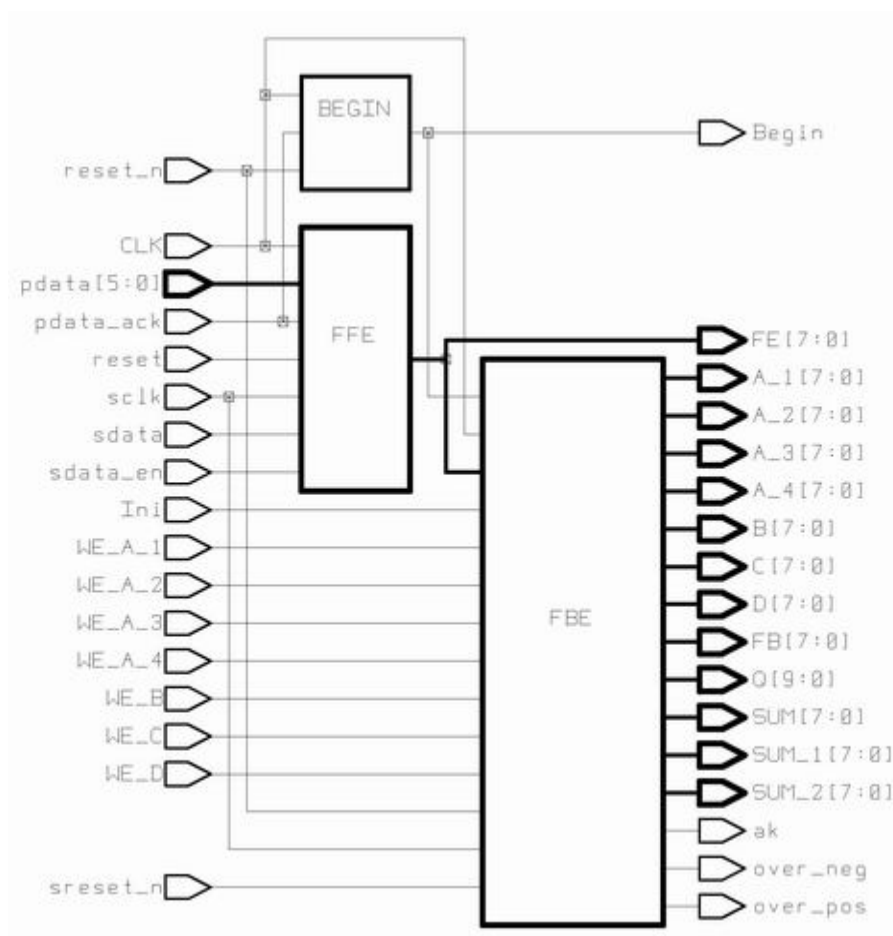 BEGIN
Begin
reset_n
CLK
pdata[5:0]
pdata_ack
FFE
FE[7:0]
reset
A_1[7:0]
sclk
A_2[7:0]
sdata
A_3[7:0]
sdata_en
A_4[7:0]
Ini
B[7:0]
WE_A_1
C[7:0]
WE_A_2
D[7:0]
WE_A_3
FBE
FB[7:0]
WE_A_4
Q[9:0]
WE_B
SUM[7:0]
WE_C
SUM_1[7:0]
WE_D
SUM_2[7:0]
ak
over_neg
sreset_n
over_pos